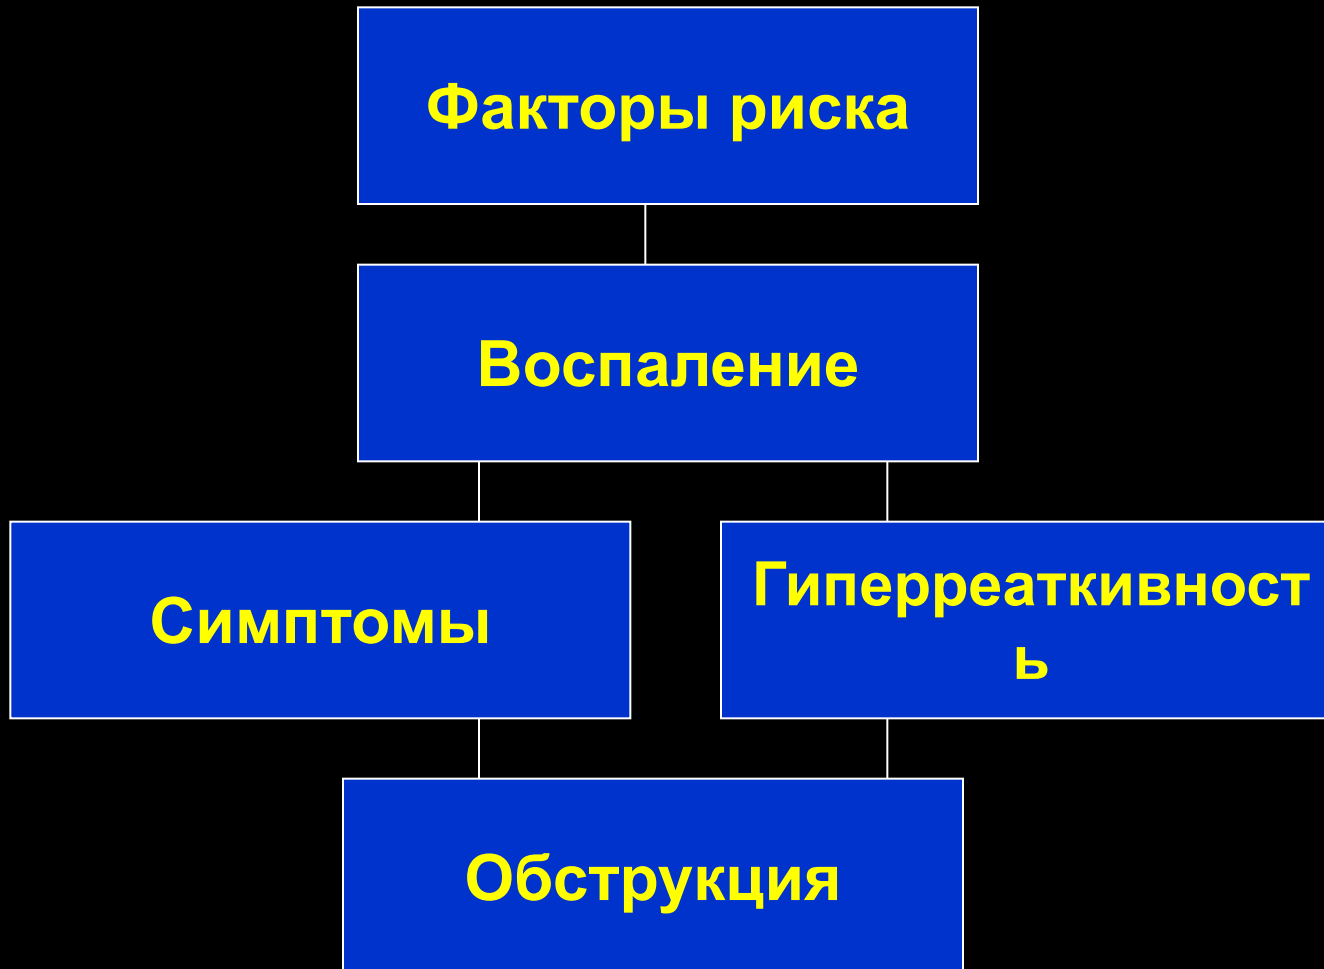 Факторы риска
Воспаление
Симптомы
Гиперреаткивност
ь
Обструкция